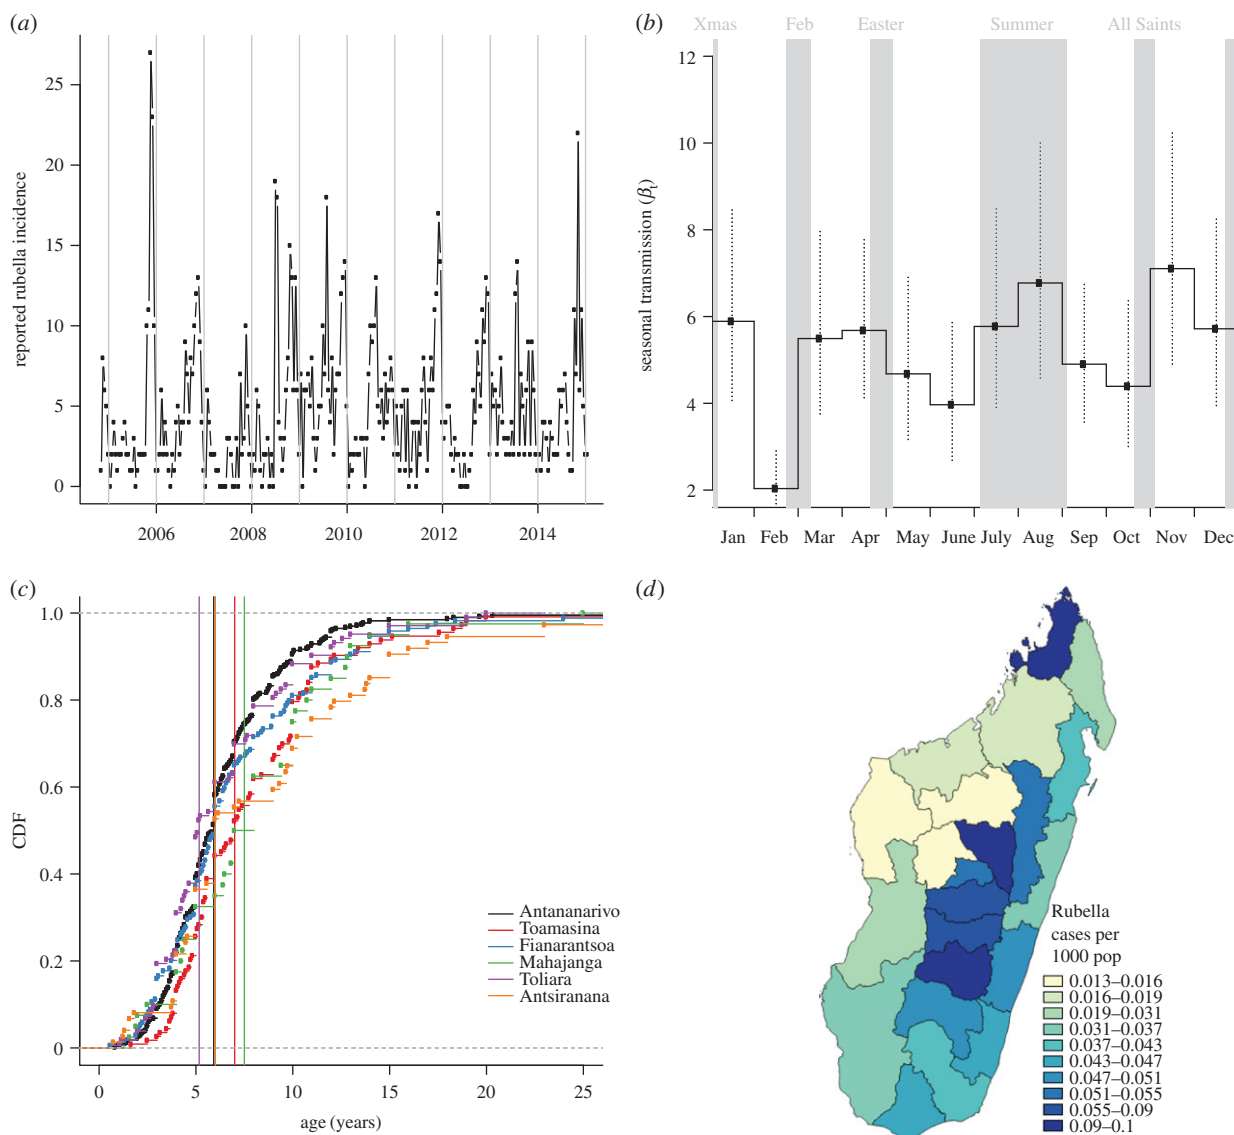 (a)
reported rubella incidence
25
20
15
10
5
0
2006
2008
2010
2012
2014
(b)
Xmas
Feb
Easter
Summer
All Saints
seasonal transmission (βt)
12
10
8
6
4
2
Jan
Feb
Mar
Apr
May
June
July
Aug
Sep
Oct
Nov
Dec
(c)
CDF
1.0
0.8
0.6
0.4
0.2
0
0
5
10
15
20
25
age (years)
Antananarivo
Toamasina
Fianarantsoa
Mahajanga
Toliara
Antsiranana
(d)
Rubella
cases per
1000 pop
0.013–0.016
0.016–0.019
0.019–0.031
0.031–0.037
0.037–0.043
0.043–0.047
0.047–0.051
0.051–0.055
0.055–0.09
0.09–0.1